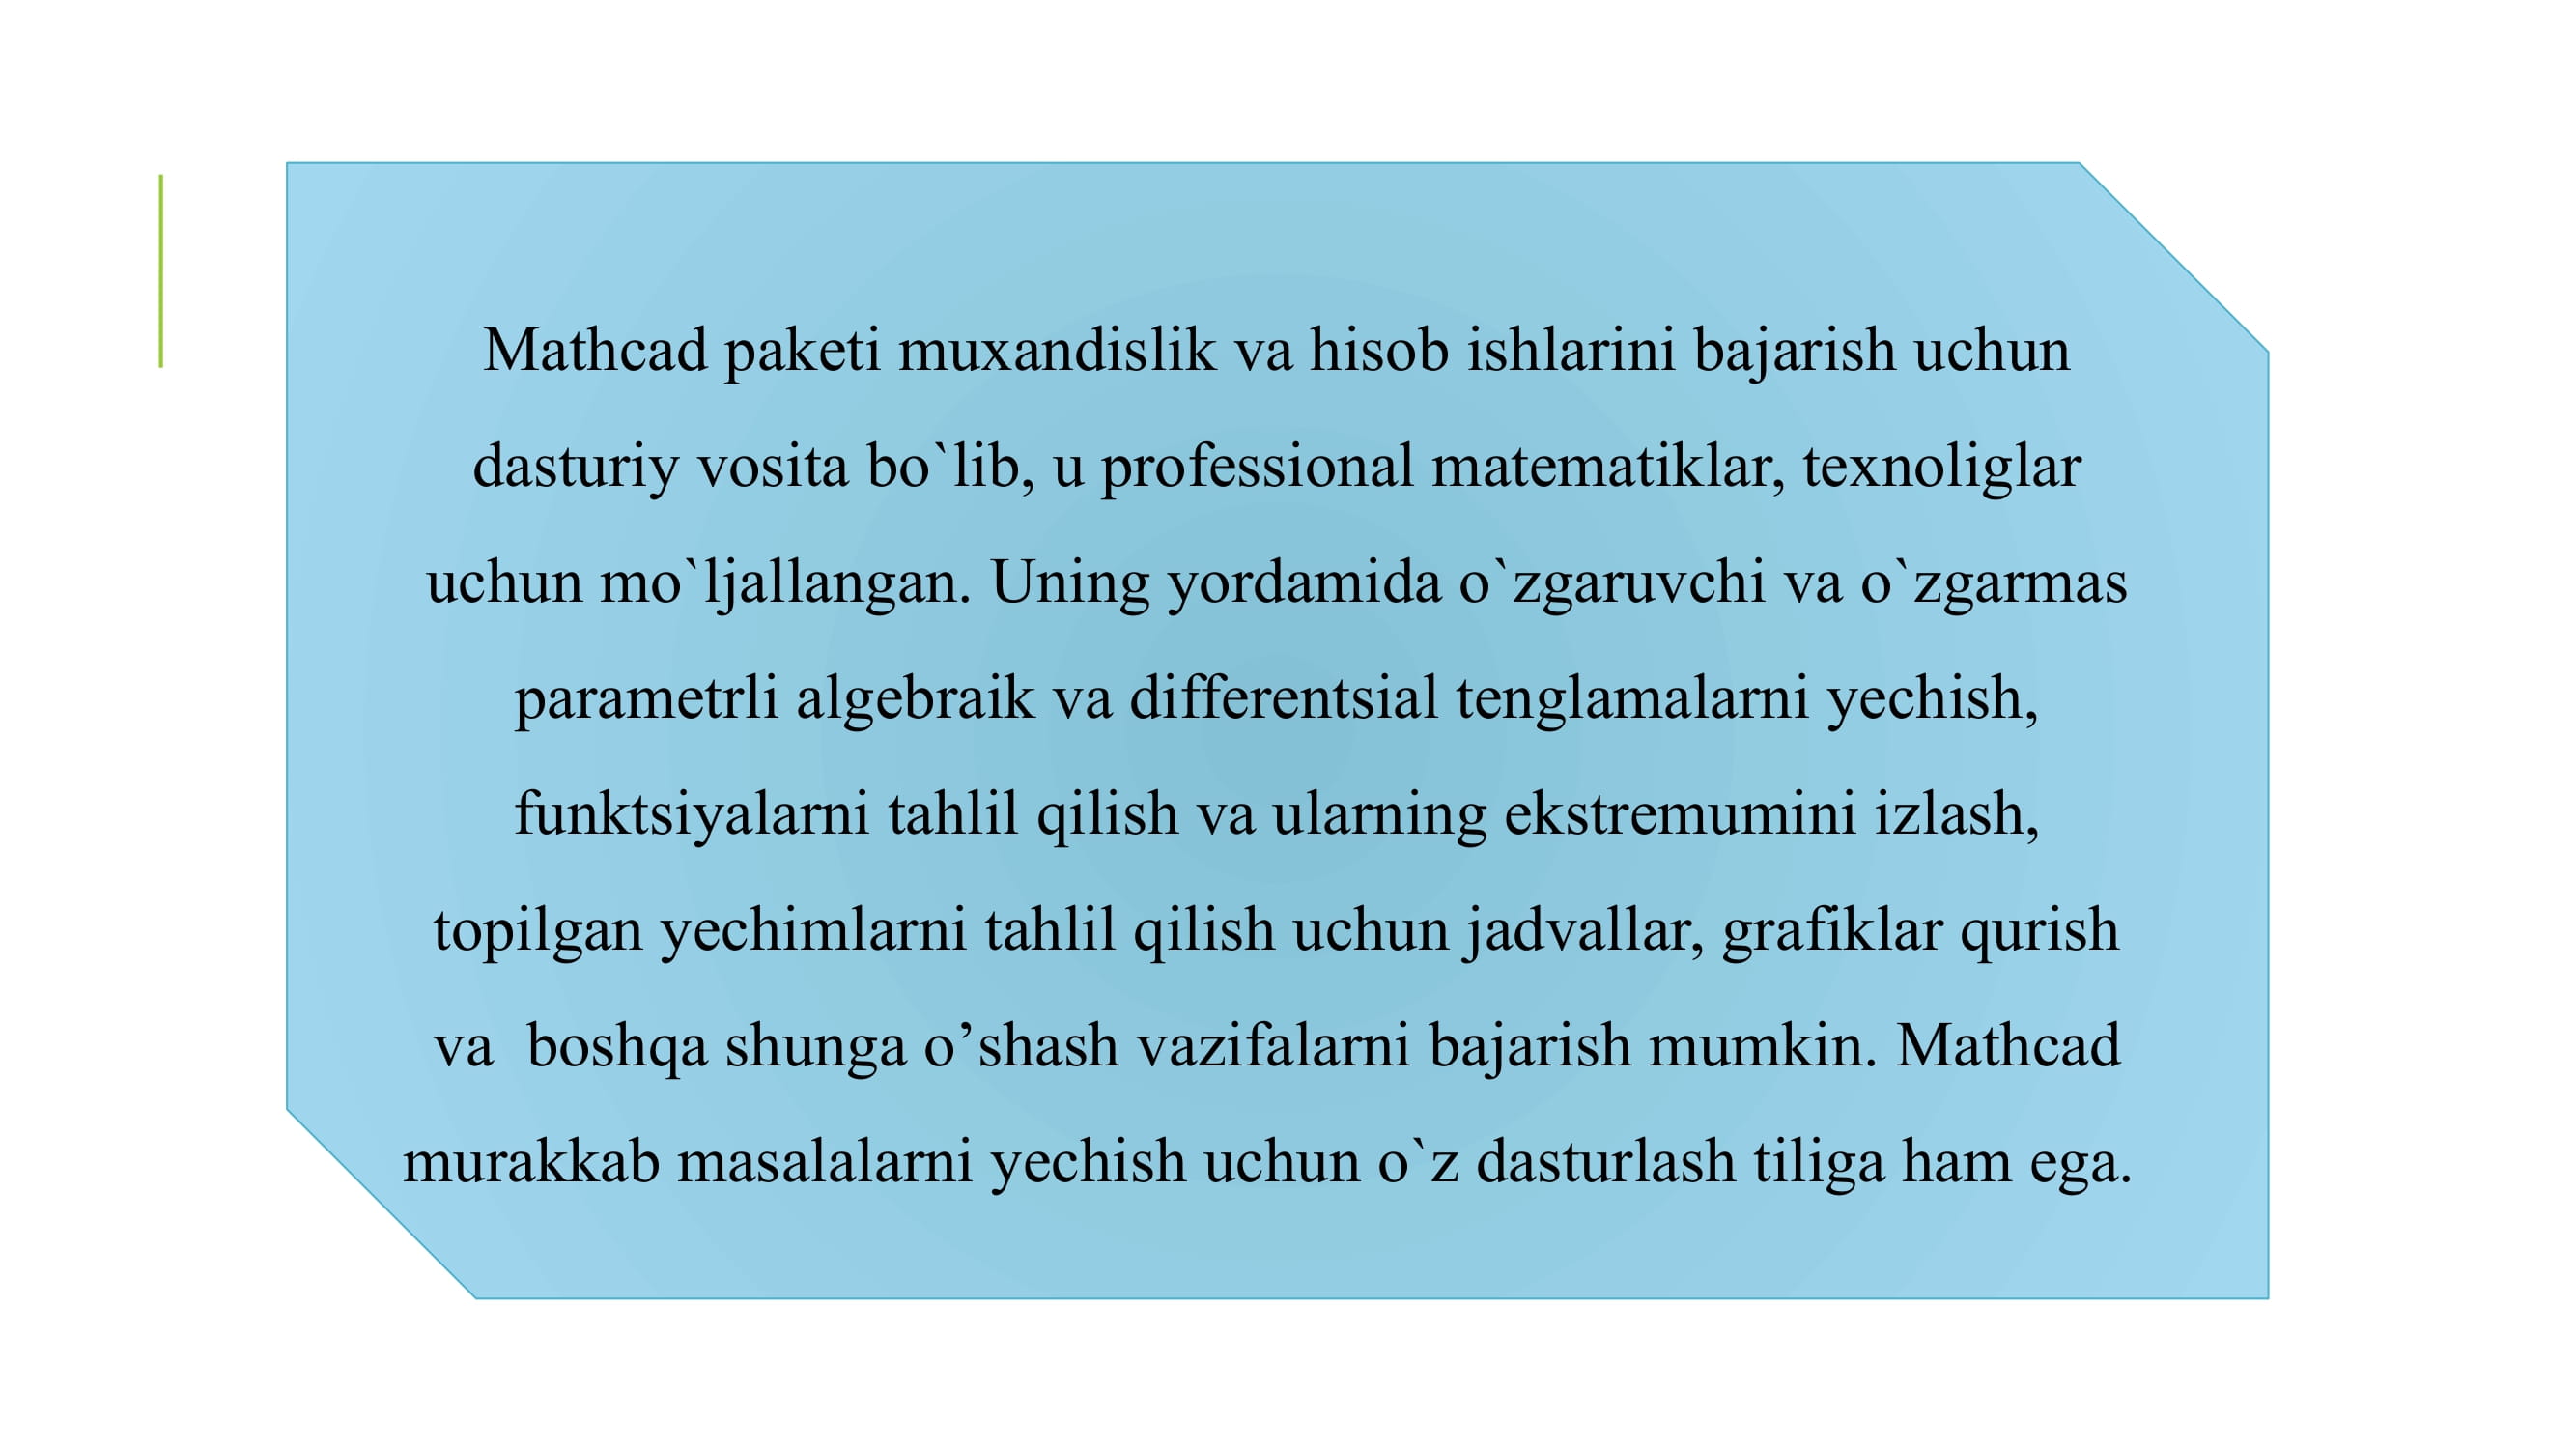 Mathcad paketi muxandislik va hisob ishlarini bajarish uchun
dasturiy vosita bo`lib, u professional matematiklar, texnoliglar
uchun mo`ljallangan. Uning yordamida o`zgaruvchi va o`zgarmas
parametrli algebraik va differentsial tenglamalarni yechish,
funktsiyalarni tahlil qilish va ularning ekstremumini izlash,
topilgan yechimlarni tahlil qilish uchun jadvallar, grafiklar qurish
va  boshqa shunga o’shash vazifalarni bajarish mumkin. Mathcad
murakkab masalalarni yechish uchun o`z dasturlash tiliga ham ega.